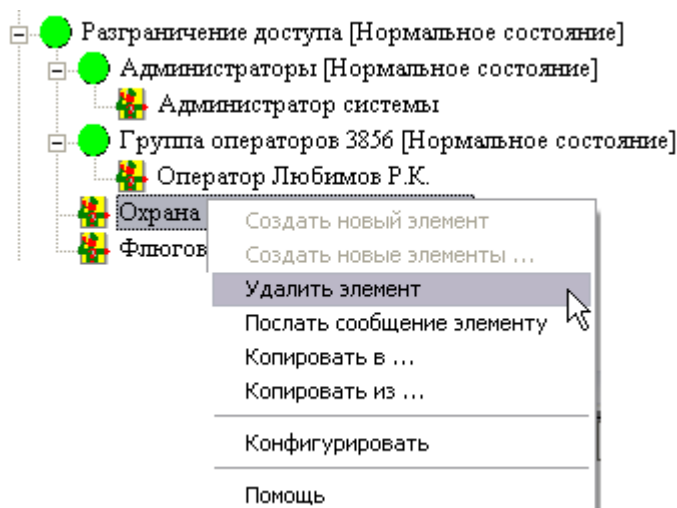 Разграничение доступа [Нормальное состояние]
Администраторы [Нормальное состояние]
Администратор системы
Группа операторов 3856 [Нормальное состояние]
Оператор Любимов Р.К.
Охрана
Флюгов
Создать новый элемент
Создать новые элементы ...
Удалить элемент
Послать сообщение элементу
Копировать в ...
Копировать из ...
Конфигурировать
Помощь